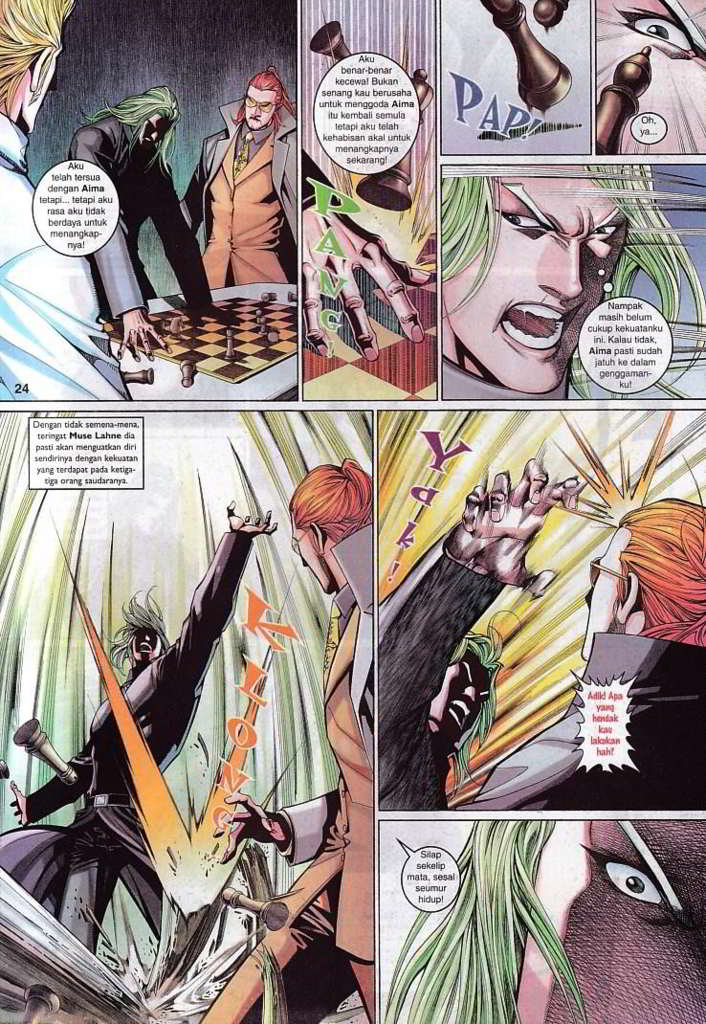 Aku
telah tersua
dengan Aima
tetapi... tetapi aku
rasa aku tidak
berdaya untuk
menangkap-
nya!
24
Aku
benar-benar
kecewa! Bukan
senang kau berusaha
untuk menggoda Aima
itu kembali semula
tetapi aku telah
kehabisan akal untuk
menangkapnya
sekarang!
PANG!
PAP!
Oh,
ya...
Nampak
masih belum
cukup kekuatanku
ini. Kalau tidak,
Aima pasti sudah
jatuh ke dalam
genggaman-
ku!
Dengan tidak semena-mena,
teringat Muse Lahne dia
pasti akan menguatkan diri
sendirinya dengan kekuatan
yang terdapat pada ketiga-
tiga orang saudaranya.
KLONG
Yak!
Adik! Apa
yang
hendak
kau
lakukan
hah!
Silap
sekelip
mata, sesal
seumur
hidup!